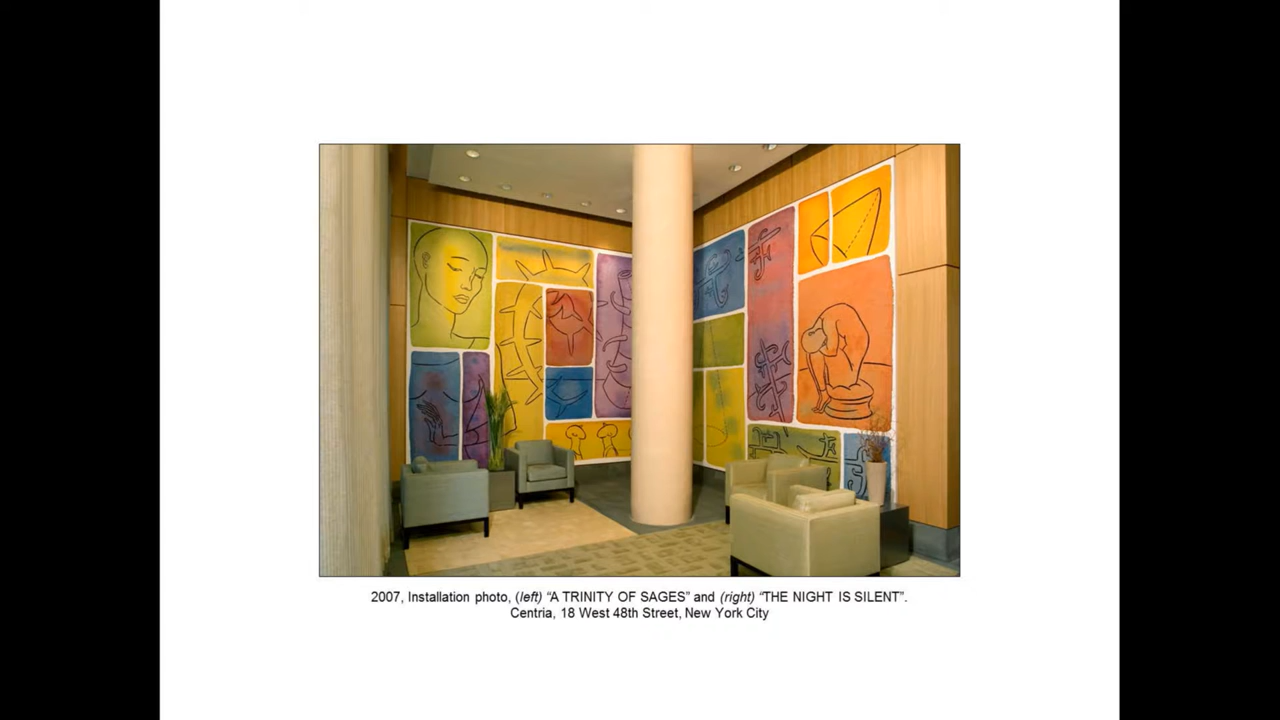 2007, Installation photo, (left) “A TRINITY OF SAGES” and (right) “THE NIGHT IS SILENT”.
Centria, 18 West 48th Street, New York City